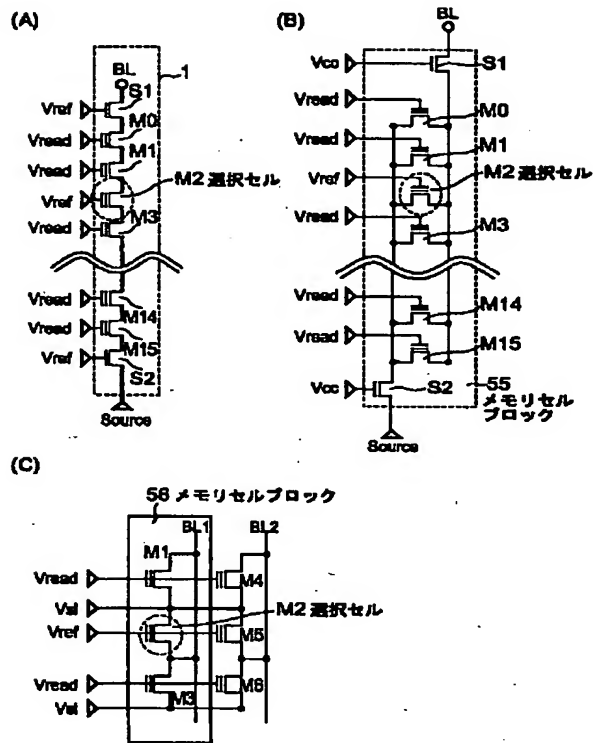 (A)
1
BL
S1
Vref
M0
Vread
M1
Vread
M2 選択セル
Vref
M3
Vread
Vread
M14
Vread
M15
Vref
S2
Source
(B)
BL
Vcc
S1
Vread
M0
Vread
M1
Vref
M2 選択セル
Vread
M3
Vread
M14
Vread
M15
Vcc
S2
55
メモリセル
ブロック
Source
(C)
56 メモリセルブロック
BL1
BL2
M1
Vread
M4
Vsl
M2 選択セル
Vref
M5
Vread
M6
M3
Vsl